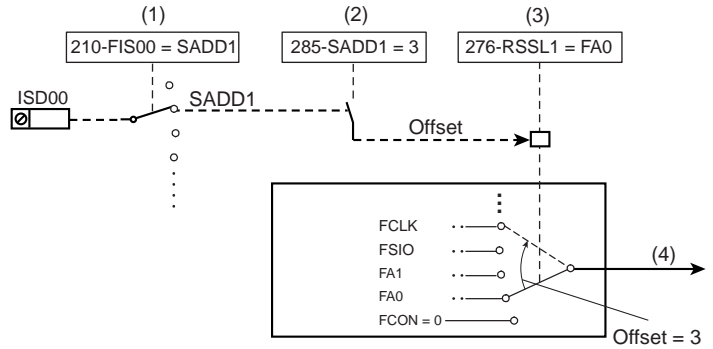 (1) (2) (3)
210-FIS00 = SADD1 285-SADD1 = 3 276-RSSL1 = FA0
ISD00 SADD1
Offset
FCLK
(4)
FSIO
FA1
FA0
FCON = 0
Offset = 3